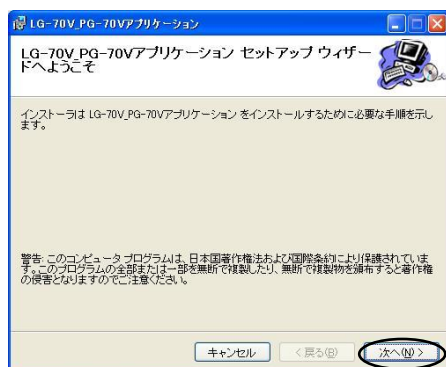 LG-70V_PG-70Vアプリケーション
LG-70V_PG-70Vアプリケーション セットアップ ウィザー
ドへようこそ
インストーラは LG-70V_PG-70Vアプリケーション をインストールするために必要な手順を示し
ます。
警告: このコンピュータ プログラムは、日本国著作権法および国際条約により保護されていま
す。このプログラムの全部または一部を無断で複製したり、無断で複製物を頒布すると著作権
の侵害となりますのでご注意ください。
キャンセル < 戻る(B) 次へ(N) >